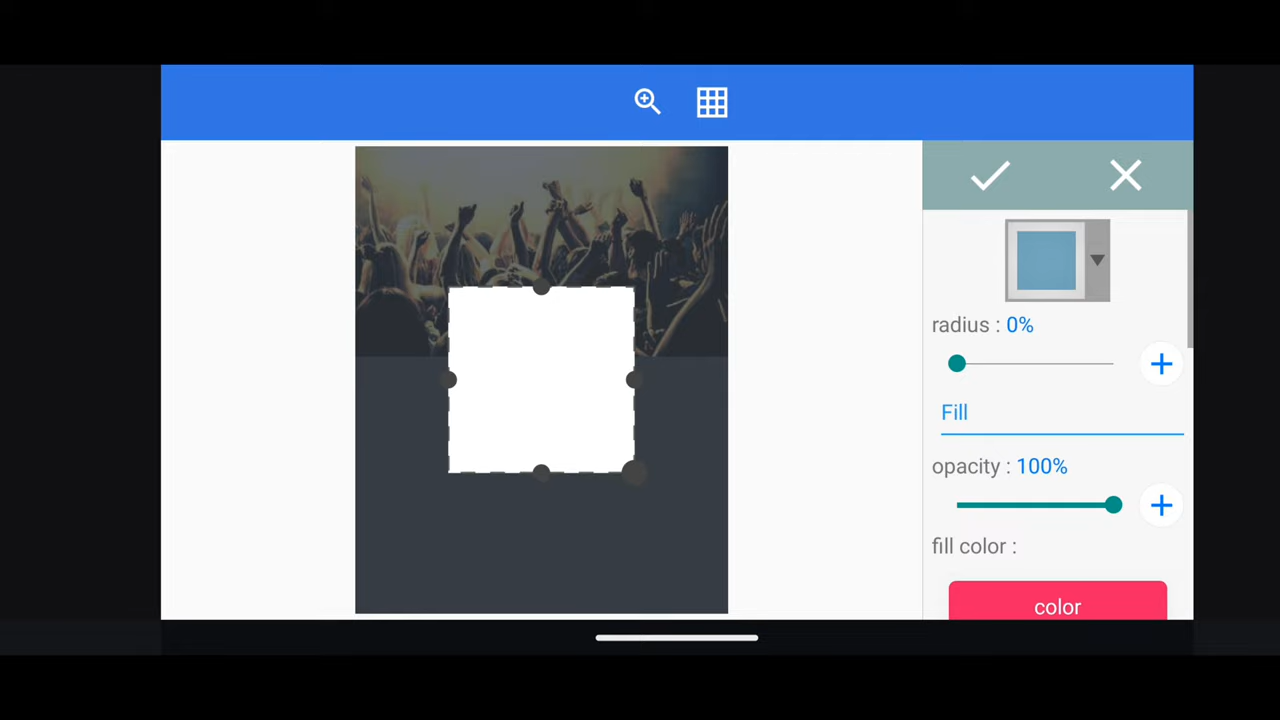 radius : 0%
Fill
opacity : 100%
fill color :
color